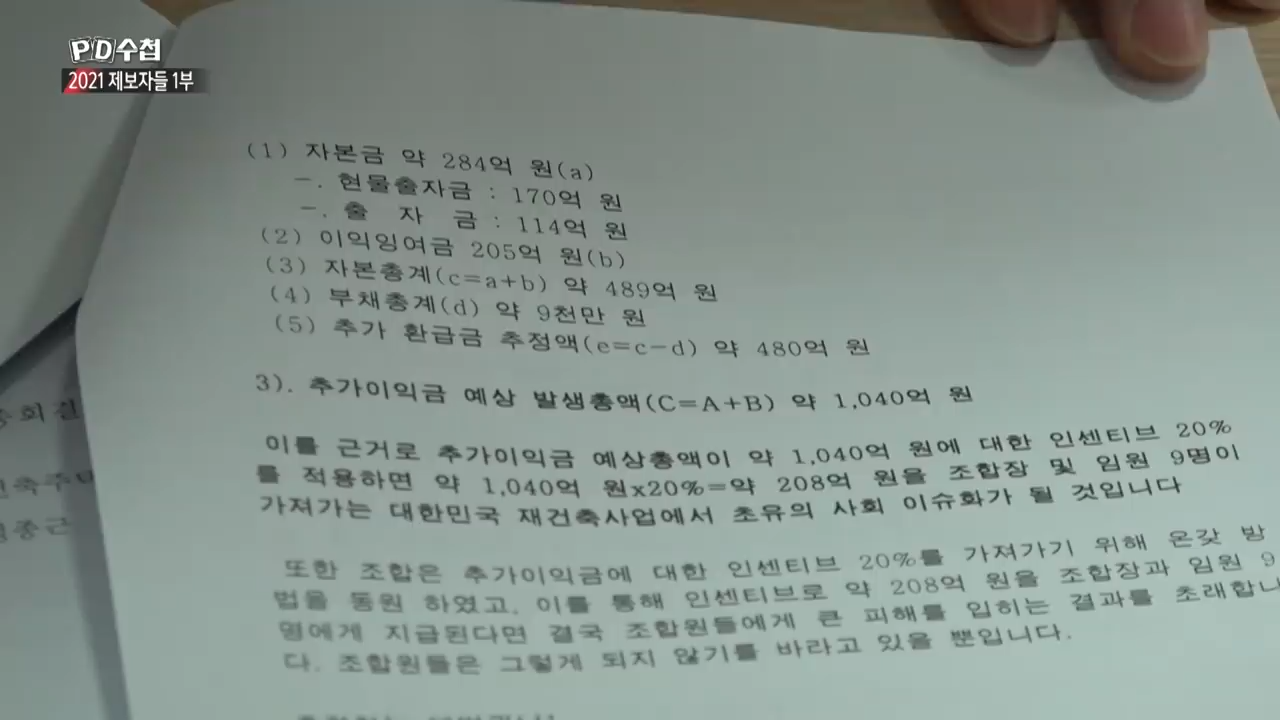 PD수첩
2021 제보자들 1부
(1) 자본금 약 284억 원(a)
-. 현물출자금 : 170억 원
-. 출 자 금 : 114억 원
(2) 이익잉여금 205억 원(b)
(3) 자본총계(c=a+b) 약 489억 원
(4) 부채총계(d) 약 9천만 원
(5) 추가 환급금 추정액(e=c-d) 약 480억 원
3). 추가이익금 예상 발생총액(C=A+B) 약 1,040억 원
이를 근거로 추가이익금 예상총액이 약 1,040억 원에 대한 인센티브 20%
를 적용하면 약 1,040억 원x20%=약 208억 원을 조합장 및 임원 9명이
가져가는 대한민국 재건축사업에서 초유의 사회 이슈화가 될 것입니다
또한 조합은 추가이익금에 대한 인센티브 20%를 가져가기 위해 온갖 방
법을 동원 하였고, 이를 통해 인센티브로 약 208억 원을 조합장과 임원 9
명에게 지급된다면 결국 조합원들에게 큰 피해를 입히는 결과를 초래합니
다. 조합원들은 그렇게 되지 않기를 바라고 있을 뿐입니다.